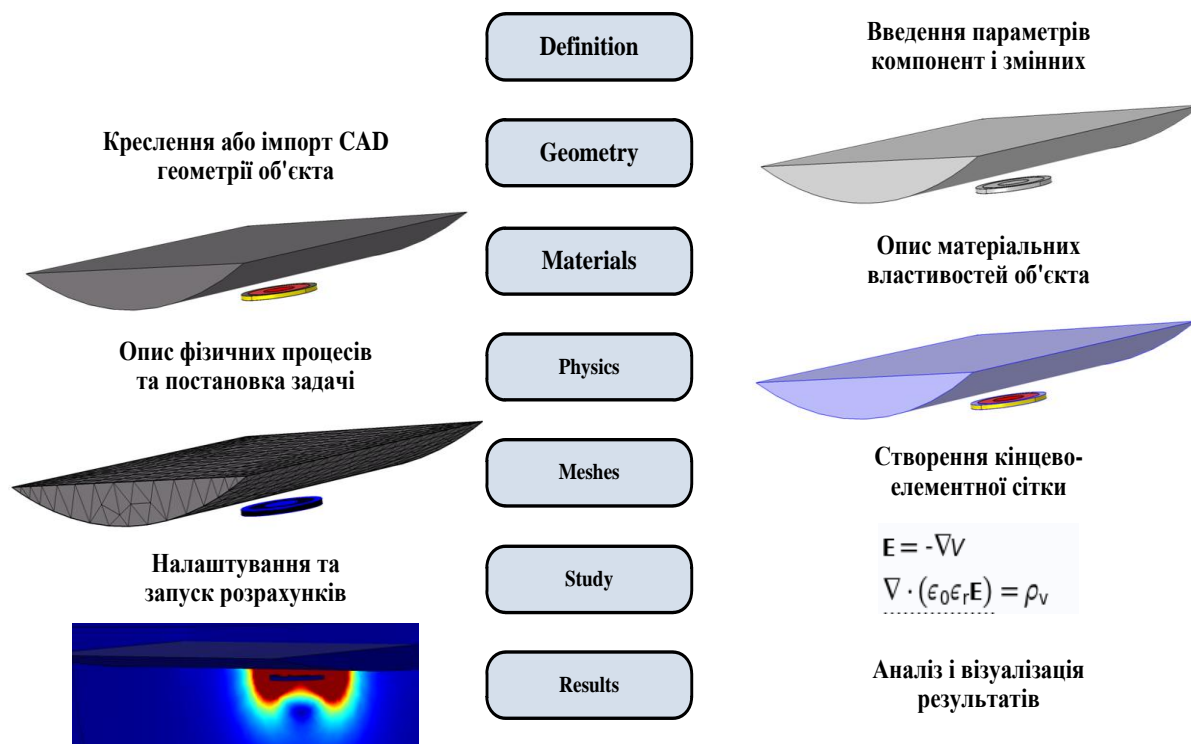 Definition
Введення параметрів
компонент і змінних
Креслення або імпорт CAD
геометрії об'єкта
Geometry
Materials
Опис матеріальних
властивостей об'єкта
Опис фізичних процесів
та постановка задачі
Physics
Meshes
Створення кінцево-
елементної сітки
Налаштування та
запуск розрахунків
Study
E = -∇V
∇ · (ϵ₀ϵᵣE) = ρᵥ
Results
Аналіз і візуалізація
результатів